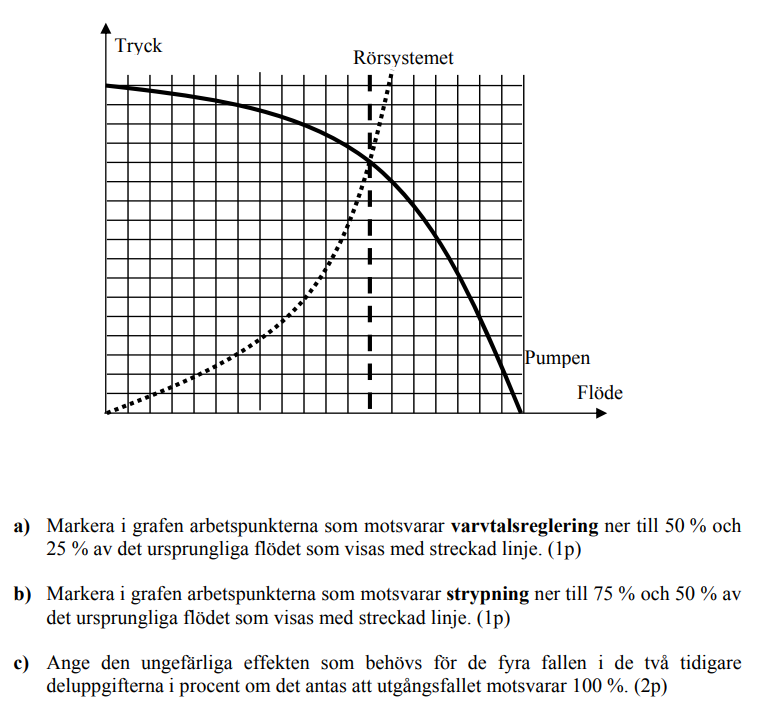 Tryck
Rörsystemet
Pumpen
Flöde
a) Markera i grafen arbetspunkterna som motsvarar varvtalsreglering ner till 50 % och
25 % av det ursprungliga flödet som visas med streckad linje. (1p)
b) Markera i grafen arbetspunkterna som motsvarar strypning ner till 75 % och 50 % av
det ursprungliga flödet som visas med streckad linje. (1p)
c) Ange den ungefärliga effekten som behövs för de fyra fallen i de två tidigare
deluppgifterna i procent om det antas att utgångsfallet motsvarar 100 %. (2p)